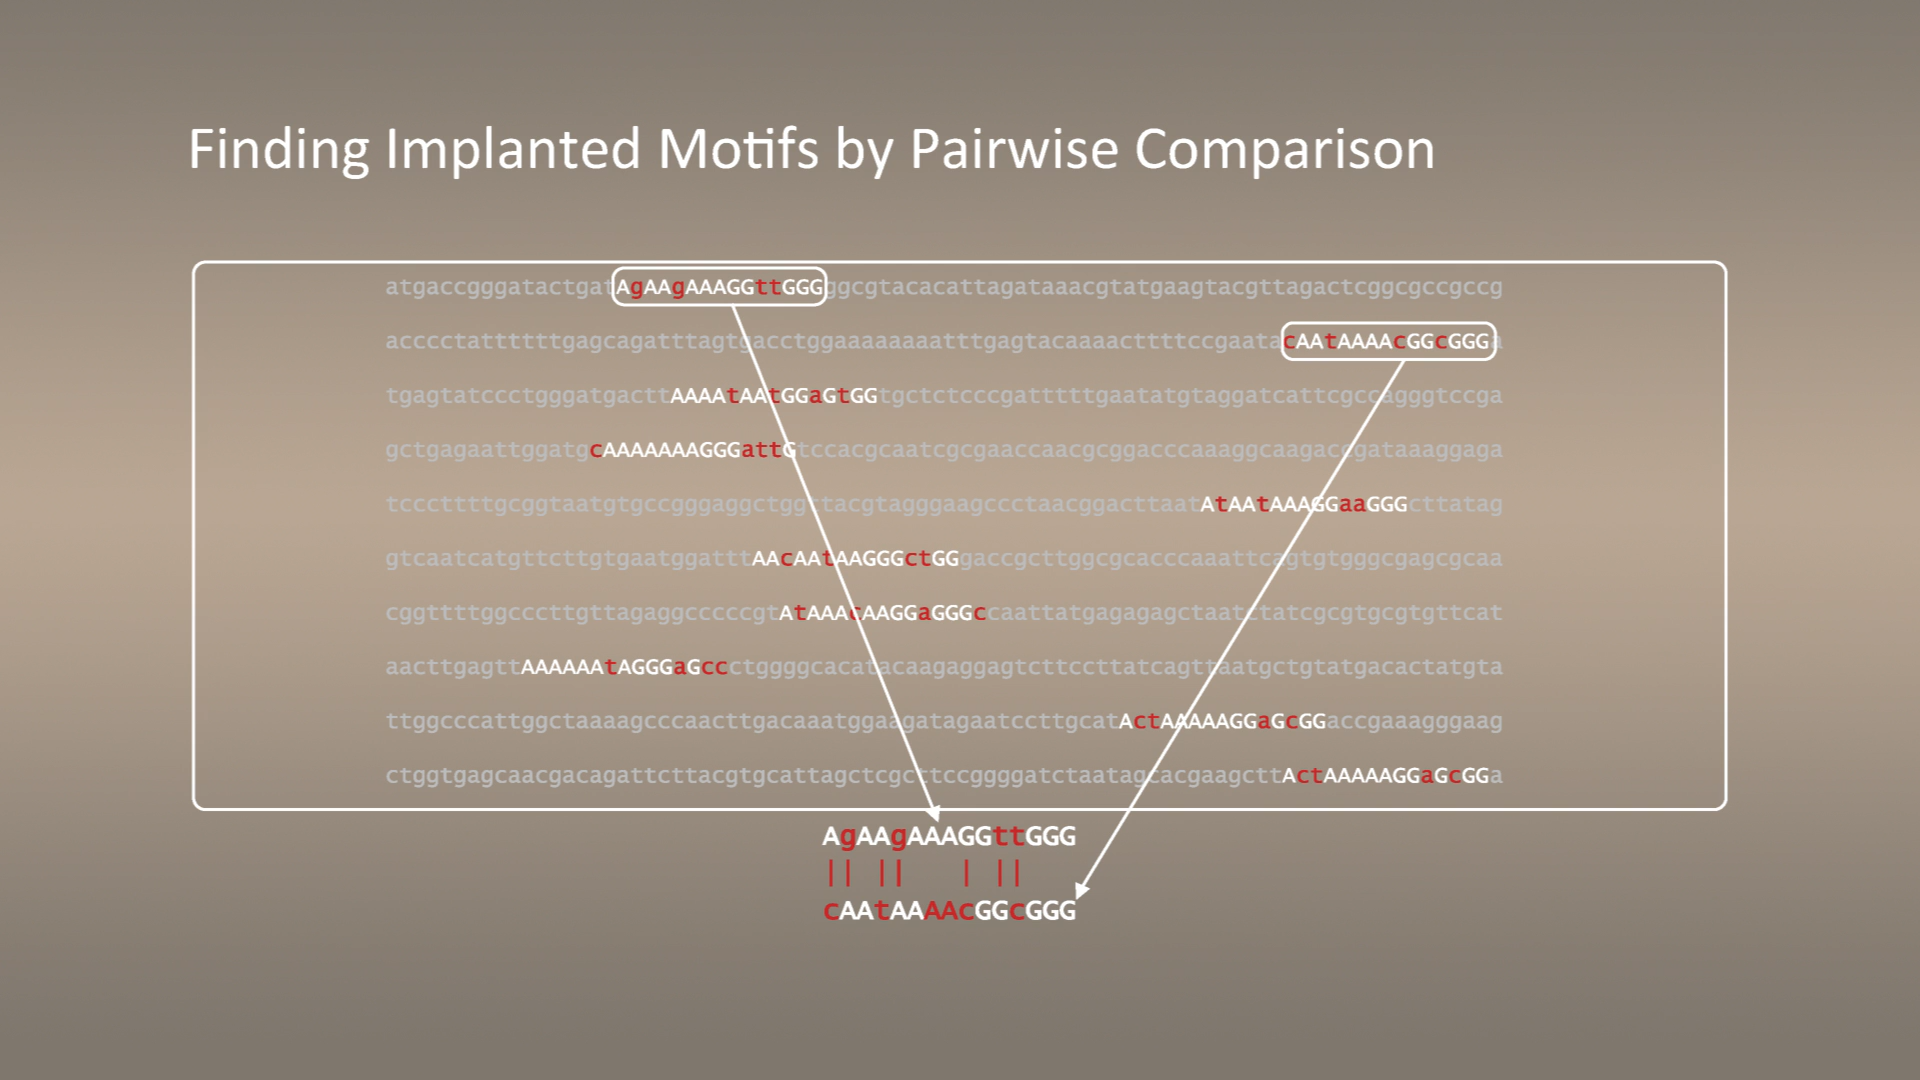 Finding Implanted Motifs by Pairwise Comparison
atgaccgggatactgatAgAAgAAAGGttGGGggcgtacacattagataaacgtatgaagtacgttagactcggcgccgccg
acccctattttttgagcagatttagtgacctggaaaaaaaatttgagtacaaaacttttccgaatacAAtAAAAcGGcGGGa
tgagtatccctgggatgacttAAAAtAAtGGaGtGGtgctctcccgatttttgaatatgtaggatcattcgccagggtccga
gctgagaattggatgcAAAAAAAGGGattGtccacgcaatcgcgaaccaacgcggacccaaaggcaagaccgataaaggaga
tcccttttgcggtaatgtgccgggaggctggttacgtagggaagccctaacggacttaatAtAAtAAAGGaaGGGcttatag
gtcaatcatgttcttgtgaatggatttAAcAAtAAGGGctGGgaccgcttggcgcacccaaattcagtgtgggcgagcgcaa
cggttttggcccttgttagaggcccccgtAtAAAcAAGGaGGGccaattatgagagagctaatctatcgcgtgcgtgttcat
aacttgagttAAAAAAtAGGGaGccctggggcacatacaagaggagtcttccttatcagttaatgctgtatgacactatgta
ttggcccattggctaaaagcccaacttgacaaatggaagatagaatccttgcatActAAAAAGGaGcGGaccgaaagggaag
ctggtgagcaacgacagattcttacgtgcattagctcgcttccggggatctaatagcacgaagcttActAAAAAGGaGcGGa
AgAAgAAAGGttGGG
|| || | ||
cAAtAAAAcGGcGGG